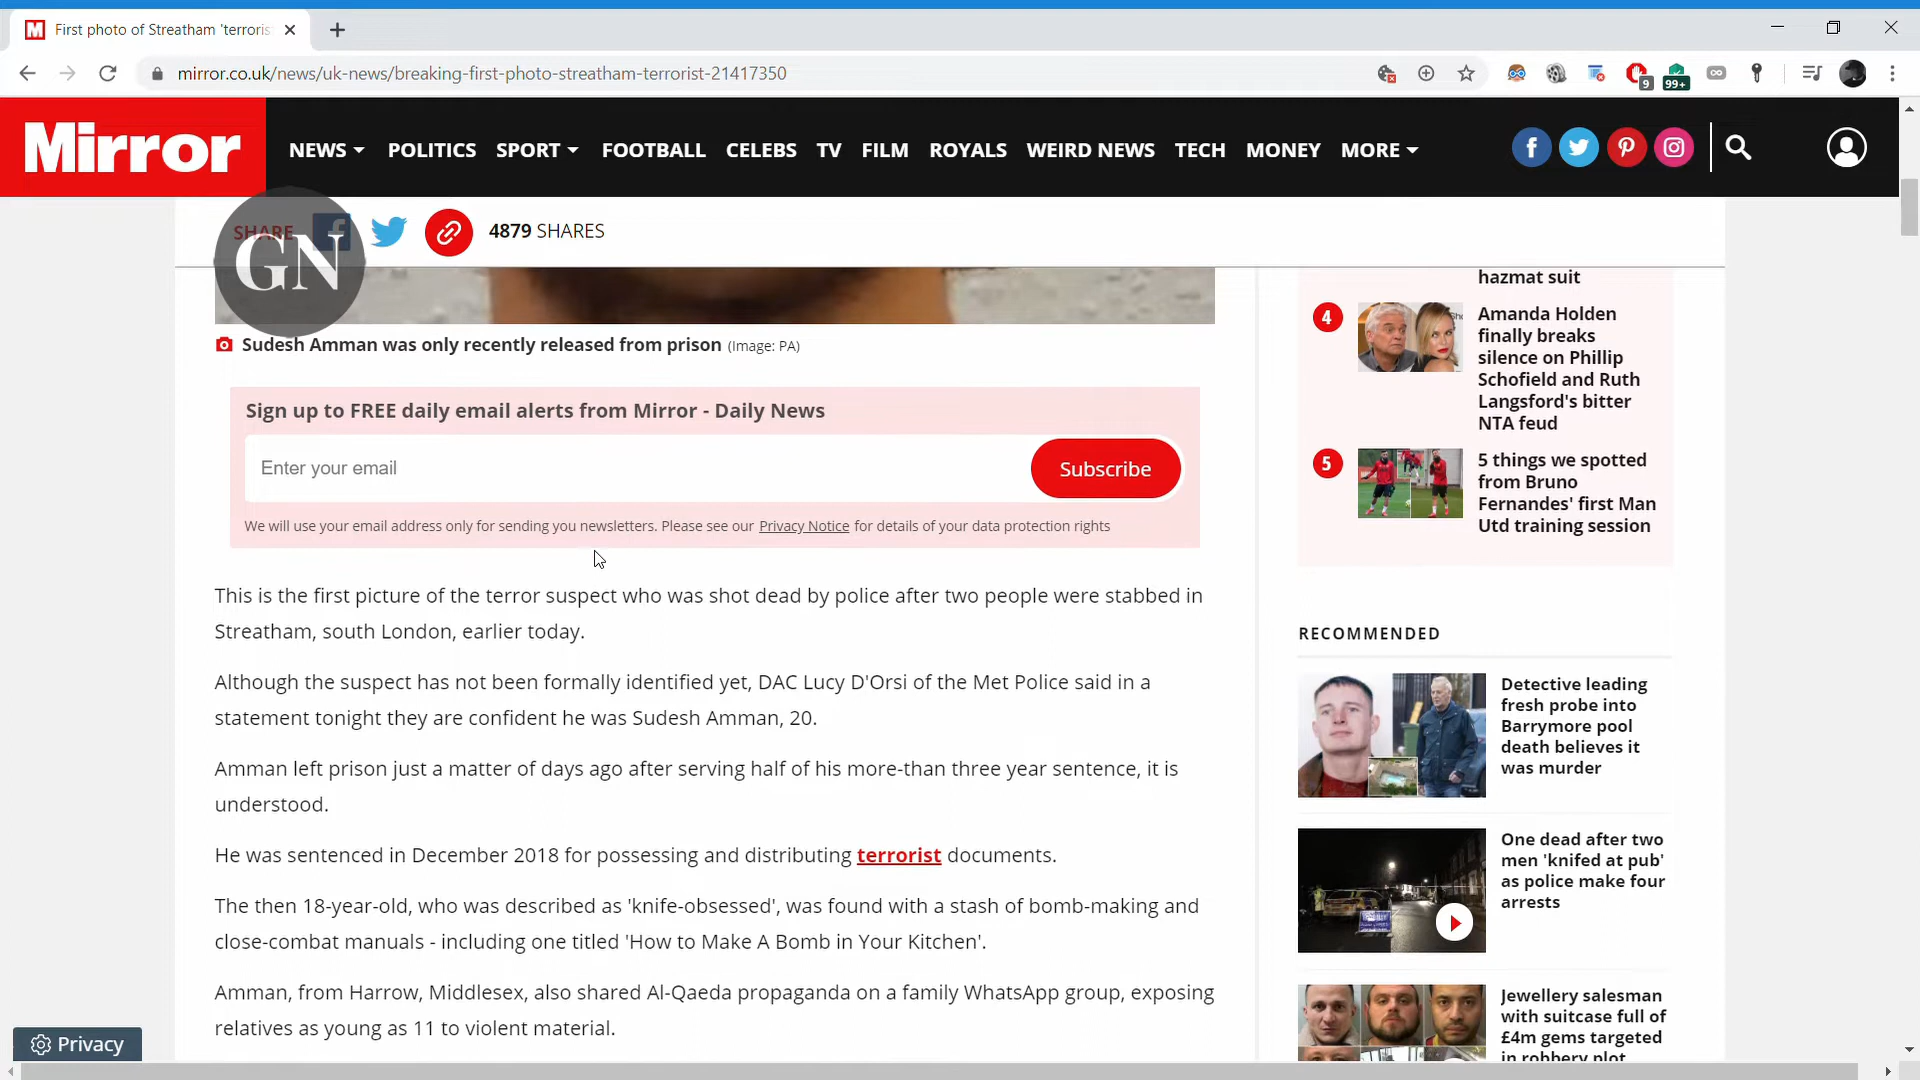 First photo of Streatham 'terroris
mirror.co.uk/news/uk-news/breaking-first-photo-streatham-terrorist-21417350
9
99+
Mirror
NEWS POLITICS SPORT FOOTBALL CELEBS TV FILM ROYALS WEIRD NEWS TECH MONEY MORE
SHARE 4879 SHARES
GN
Sudesh Amman was only recently released from prison (Image: PA)
Sign up to FREE daily email alerts from Mirror - Daily News
Enter your email
Subscribe
We will use your email address only for sending you newsletters. Please see our Privacy Notice for details of your data protection rights
This is the first picture of the terror suspect who was shot dead by police after two people were stabbed in
Streatham, south London, earlier today.
Although the suspect has not been formally identified yet, DAC Lucy D'Orsi of the Met Police said in a
statement tonight they are confident he was Sudesh Amman, 20.
Amman left prison just a matter of days ago after serving half of his more-than three year sentence, it is
understood.
He was sentenced in December 2018 for possessing and distributing terrorist documents.
The then 18-year-old, who was described as 'knife-obsessed', was found with a stash of bomb-making and
close-combat manuals - including one titled 'How to Make A Bomb in Your Kitchen'.
Amman, from Harrow, Middlesex, also shared Al-Qaeda propaganda on a family WhatsApp group, exposing
relatives as young as 11 to violent material.
Privacy
hazmat suit
4
Amanda Holden
finally breaks
silence on Phillip
Schofield and Ruth
Langsford's bitter
NTA feud
5
5 things we spotted
from Bruno
Fernandes' first Man
Utd training session
RECOMMENDED
Detective leading
fresh probe into
Barrymore pool
death believes it
was murder
One dead after two
men 'knifed at pub'
as police make four
arrests
Jewellery salesman
with suitcase full of
£4m gems targeted
in robbery plot